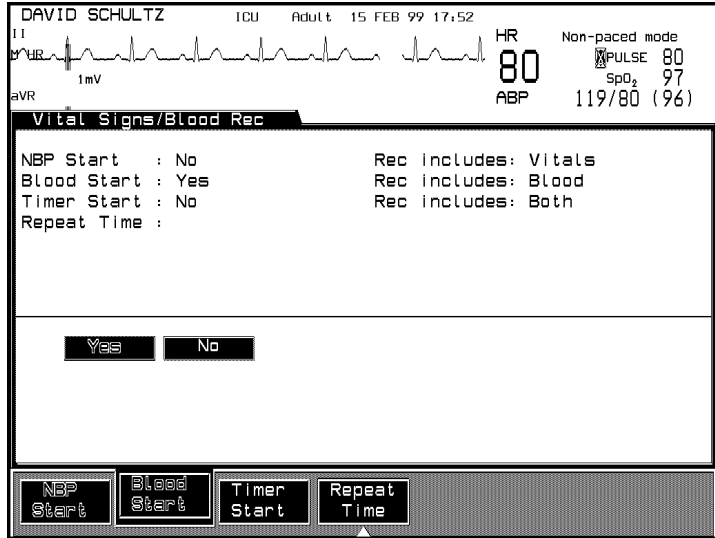 DAVID SCHULTZ ICU Adult 15 FEB 99 17:52
II
M HR
1mV
aVR
HR
80
ABP
Non-paced mode
PULSE 80
SpO₂ 97
119/80 (96)
Vital Signs/Blood Rec
NBP Start : No Rec includes: Vitals
Blood Start : Yes Rec includes: Blood
Timer Start : No Rec includes: Both
Repeat Time :
Yes No
NBP Start
Blood Start
Timer Start
Repeat Time